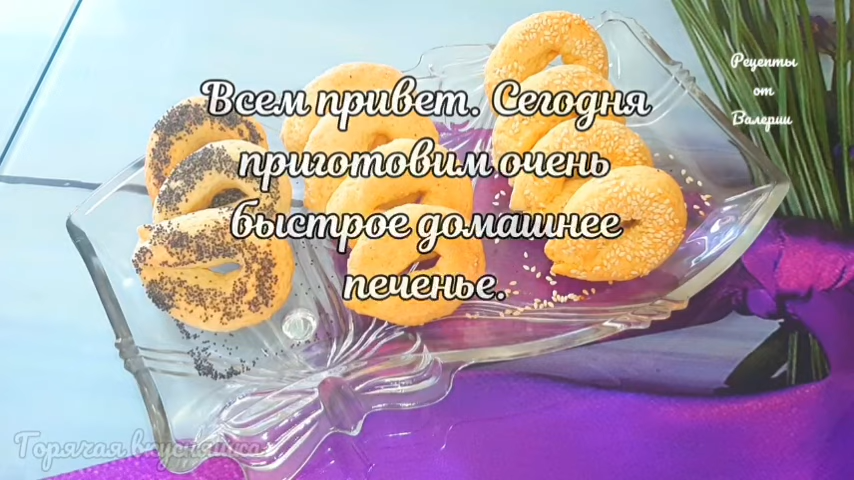 Всем привет. Сегодня
приготовим очень
быстрое домашнее
печенье.
Рецепты
от
Валерии
Горячая вкусняшка